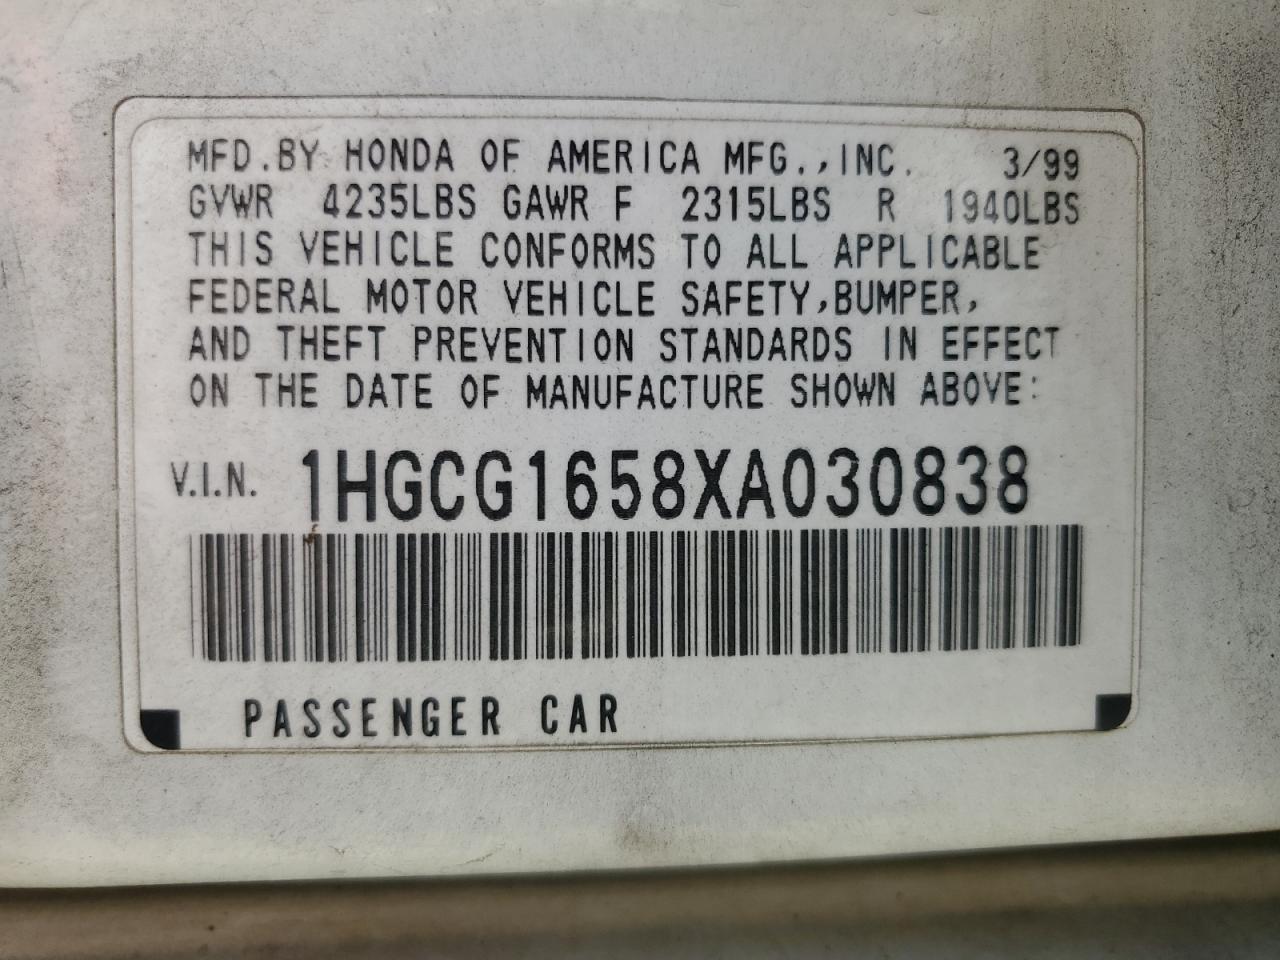 MFD.BY HONDA OF AMERICA MFG.,INC. 3/99
GVWR 4235LBS GAWR F 2315LBS R 1940LBS
THIS VEHICLE CONFORMS TO ALL APPLICABLE
FEDERAL MOTOR VEHICLE SAFETY,BUMPER,
AND THEFT PREVENTION STANDARDS IN EFFECT
ON THE DATE OF MANUFACTURE SHOWN ABOVE:
V.I.N. 1HGCG1658XA030838
PASSENGER CAR